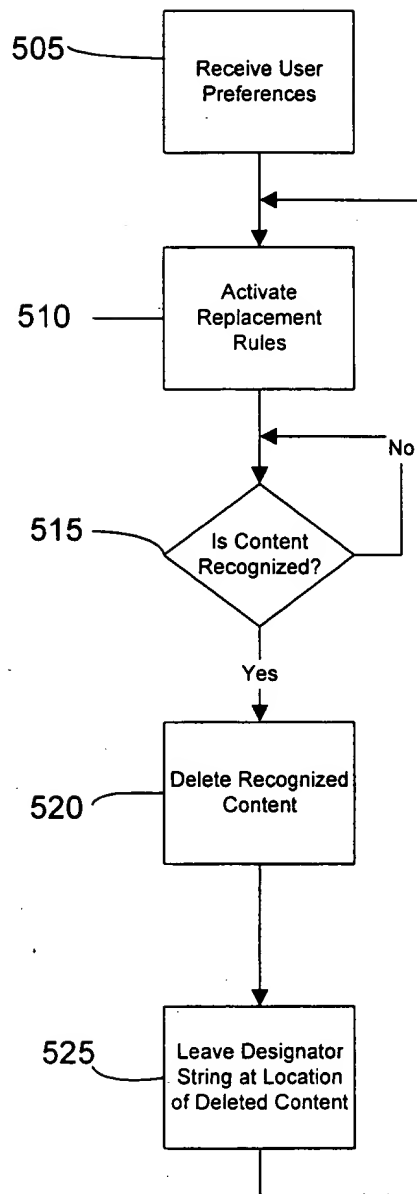 505
Receive User
Preferences
510
Activate
Replacement
Rules
No
515
Is Content
Recognized?
Yes
520
Delete Recognized
Content
525
Leave Designator
String at Location
of Deleted Content